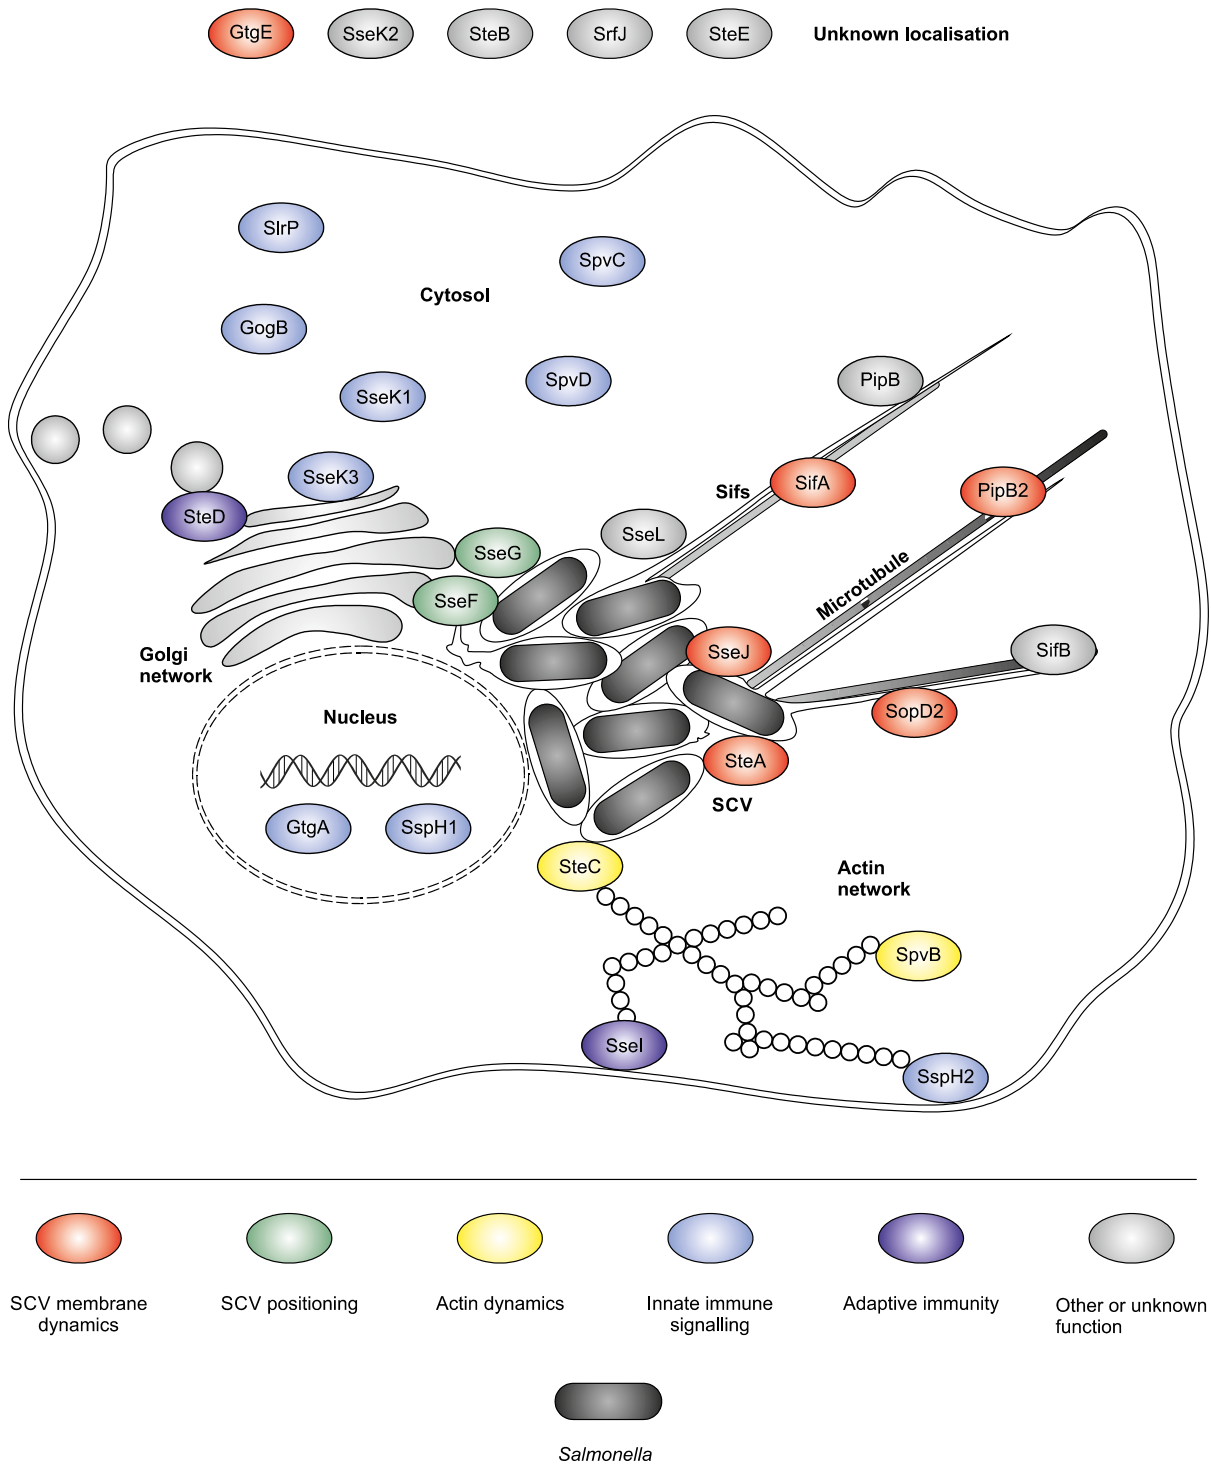 GtgE SseK2 SteB SrfJ SteE Unknown localisation
SlrP
SpvC
Cytosol
GogB
SpvD
PipB
SseK1
SseK3
SifA
PipB2
Sifs
SteD
SseL
SseG
Microtubule
SseF
Golgi
network
SseJ
SifB
Nucleus
SopD2
SteA
SCV
GtgA SspH1
SteC
Actin
network
SpvB
SseI
SspH2
SCV membrane
dynamics
SCV positioning
Actin dynamics
Innate immune
signalling
Adaptive immunity
Other or unknown
function
Salmonella